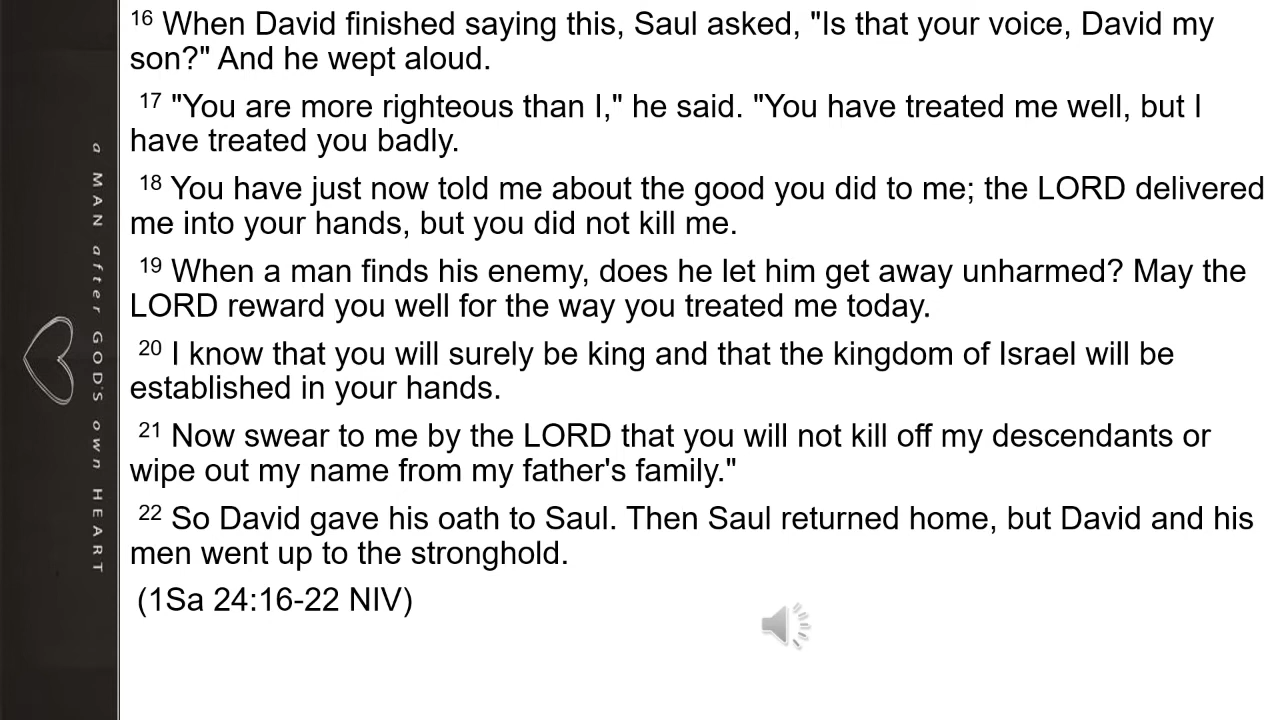 16 When David finished saying this, Saul asked, "Is that your voice, David my
son?" And he wept aloud.
17 "You are more righteous than I," he said. "You have treated me well, but I
have treated you badly.
18 You have just now told me about the good you did to me; the LORD delivered
me into your hands, but you did not kill me.
19 When a man finds his enemy, does he let him get away unharmed? May the
LORD reward you well for the way you treated me today.
20 I know that you will surely be king and that the kingdom of Israel will be
established in your hands.
21 Now swear to me by the LORD that you will not kill off my descendants or
wipe out my name from my father's family."
22 So David gave his oath to Saul. Then Saul returned home, but David and his
men went up to the stronghold.
(1Sa 24:16-22 NIV)
a MAN after GOD'S own HEART